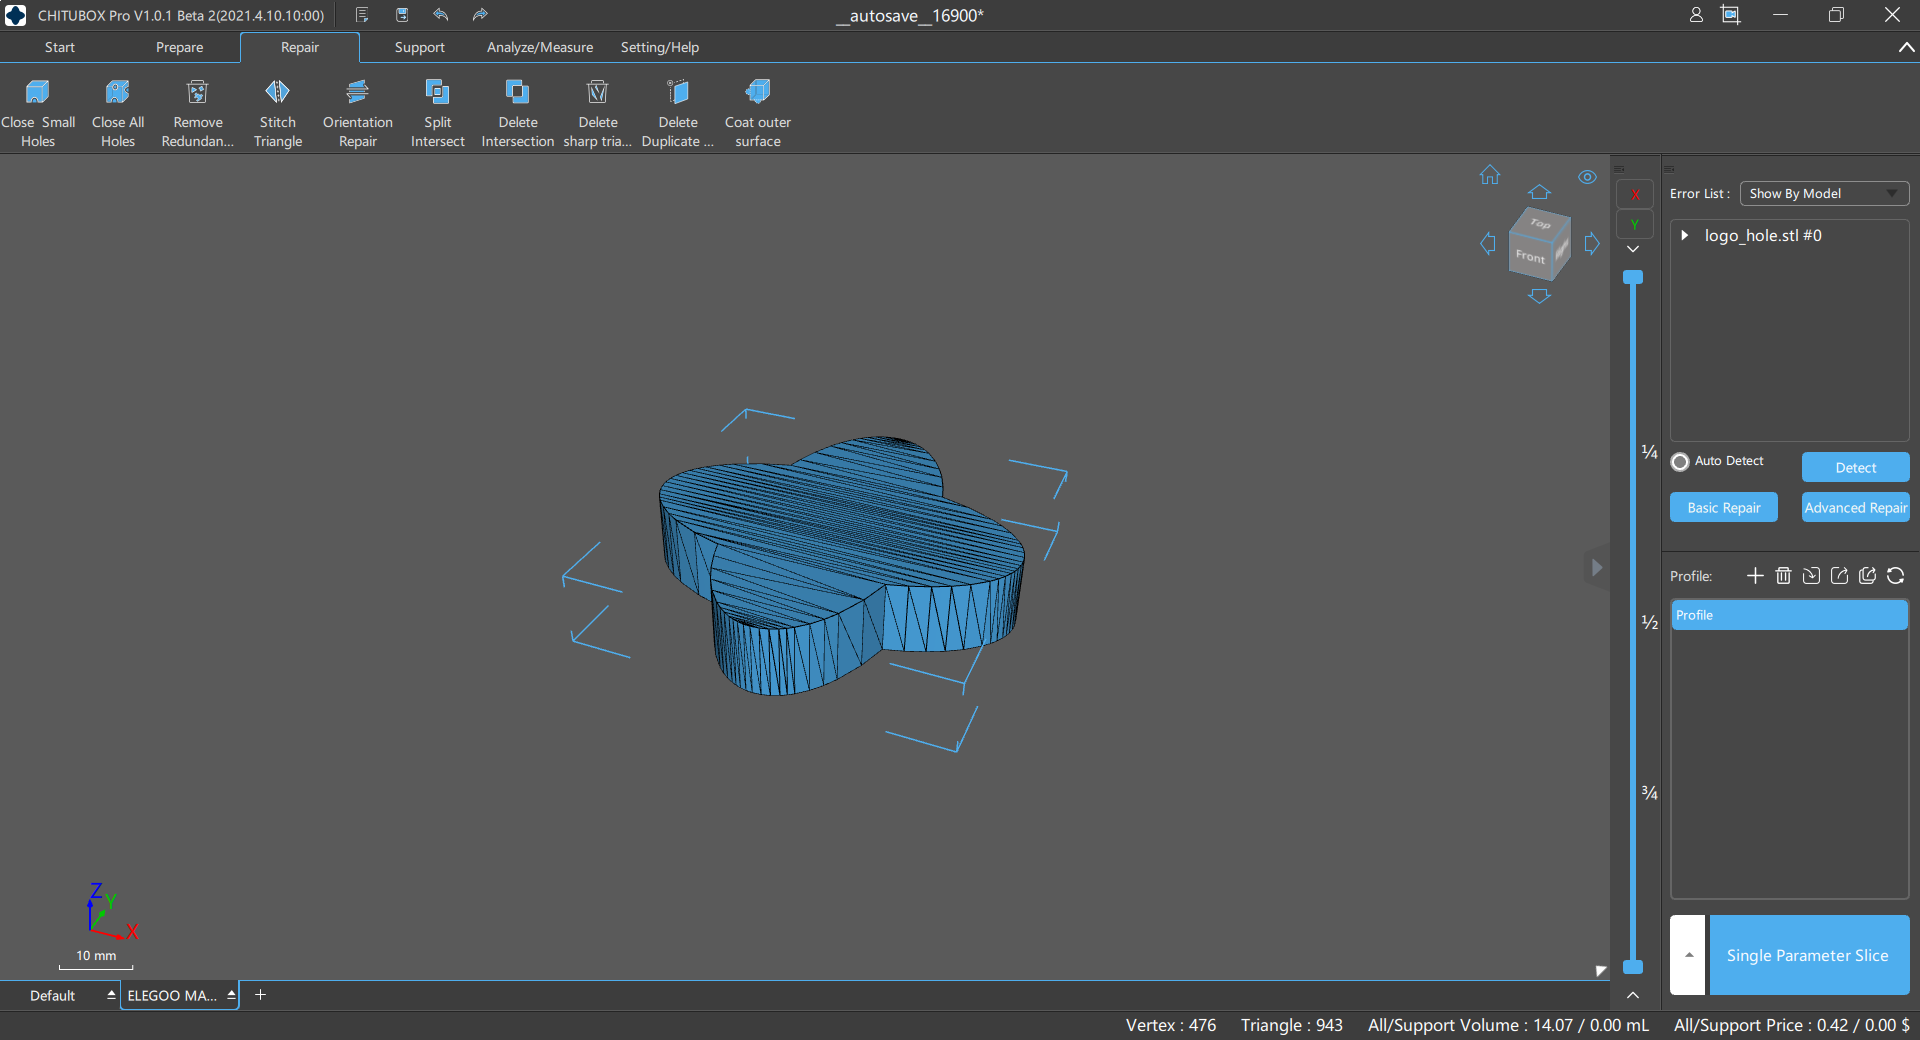 CHITUBOX Pro V1.0.1 Beta 2(2021.4.10.10:00)
__autosave__16900*
Start Prepare Repair Support Analyze/Measure Setting/Help
Close Small Holes
Close All Holes
Remove Redundan...
Stitch Triangle
Orientation Repair
Split Intersect
Delete Intersection
Delete sharp tria...
Delete Duplicate ...
Coat outer surface
Top
Front
X
Y
Error List : Show By Model
logo_hole.stl #0
Auto Detect
Detect
Basic Repair
Advanced Repair
¼
½
¾
Profile:
Profile
Single Parameter Slice
Z
Y
X
10 mm
Default
ELEGOO MA...
Vertex : 476 Triangle : 943 All/Support Volume : 14.07 / 0.00 mL All/Support Price : 0.42 / 0.00 $